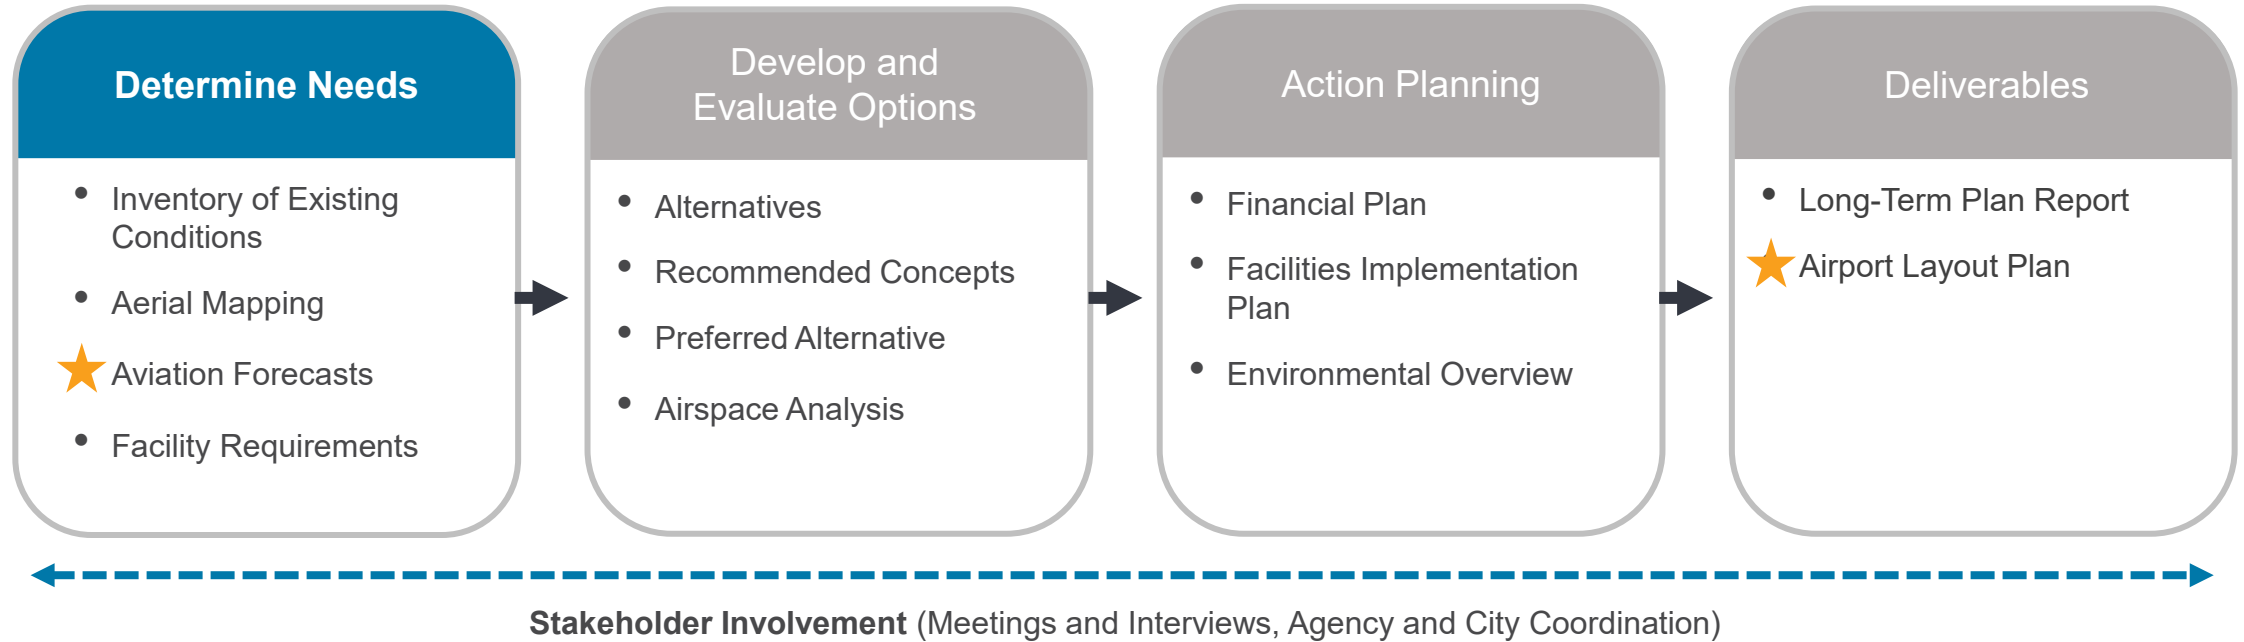 Determine Needs
• Inventory of Existing
Conditions
• Aerial Mapping
Aviation Forecasts
• Facility Requirements
Develop and
Evaluate Options
• Alternatives
• Recommended Concepts
• Preferred Alternative
• Airspace Analysis
Action Planning
• Financial Plan
• Facilities Implementation
Plan
• Environmental Overview
Deliverables
• Long-Term Plan Report
Airport Layout Plan
Stakeholder Involvement (Meetings and Interviews, Agency and City Coordination)